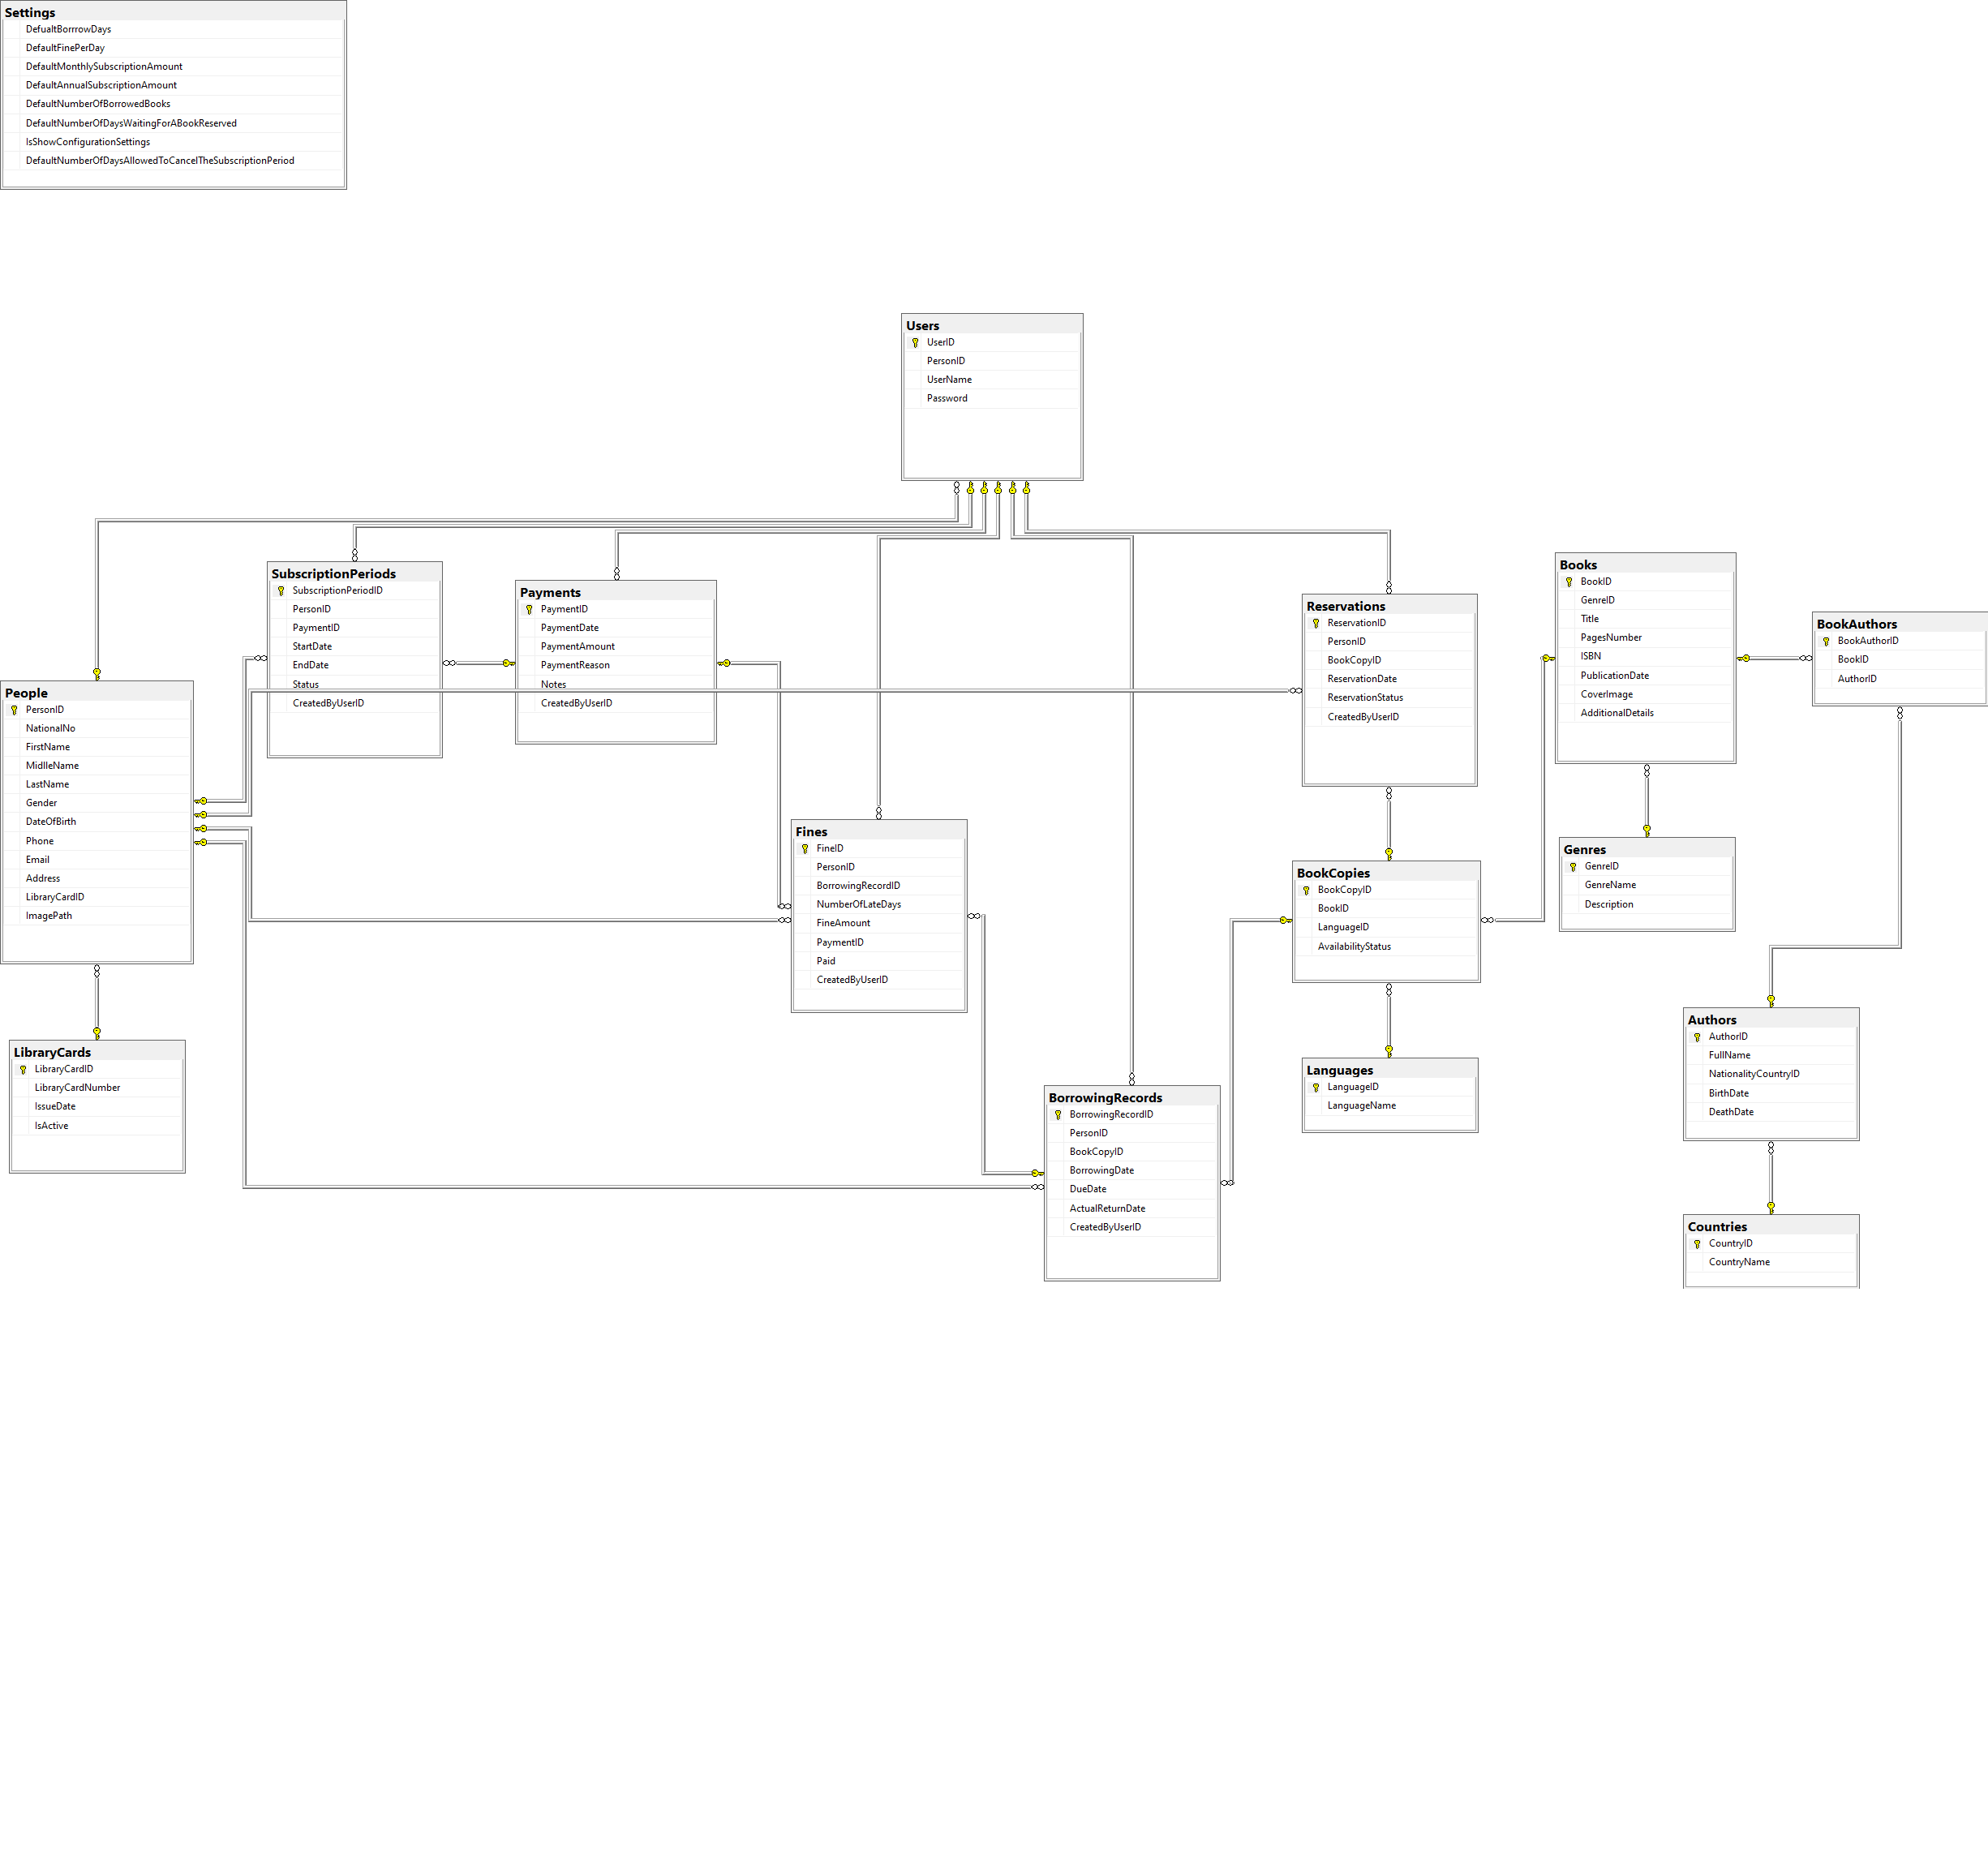 Settings
DefualtBorrrowDays
DefaultFinePerDay
DefaultMonthlySubscriptionAmount
DefaultAnnualSubscriptionAmount
DefaultNumberOfBorrowedBooks
DefaultNumberOfDaysWaitingForABookReserved
IsShowConfigurationSettings
DefaultNumberOfDaysAllowedToCancelTheSubscriptionPeriod
Users
UserID
PersonID
UserName
Password
SubscriptionPeriods
SubscriptionPeriodID
PersonID
PaymentID
StartDate
EndDate
Status
CreatedByUserID
Payments
PaymentID
PaymentDate
PaymentAmount
PaymentReason
Notes
CreatedByUserID
Reservations
ReservationID
PersonID
BookCopyID
ReservationDate
ReservationStatus
CreatedByUserID
Books
BookID
GenreID
Title
PagesNumber
ISBN
PublicationDate
CoverImage
AdditionalDetails
BookAuthors
BookAuthorID
BookID
AuthorID
People
PersonID
NationalNo
FirstName
MidlleName
LastName
Gender
DateOfBirth
Phone
Email
Address
LibraryCardID
ImagePath
Fines
FineID
PersonID
BorrowingRecordID
NumberOfLateDays
FineAmount
PaymentID
Paid
CreatedByUserID
BookCopies
BookCopyID
BookID
LanguageID
AvailabilityStatus
Genres
GenreID
GenreName
Description
Authors
AuthorID
FullName
NationalityCountryID
BirthDate
DeathDate
LibraryCards
LibraryCardID
LibraryCardNumber
IssueDate
IsActive
Languages
LanguageID
LanguageName
BorrowingRecords
BorrowingRecordID
PersonID
BookCopyID
BorrowingDate
DueDate
ActualReturnDate
CreatedByUserID
Countries
CountryID
CountryName